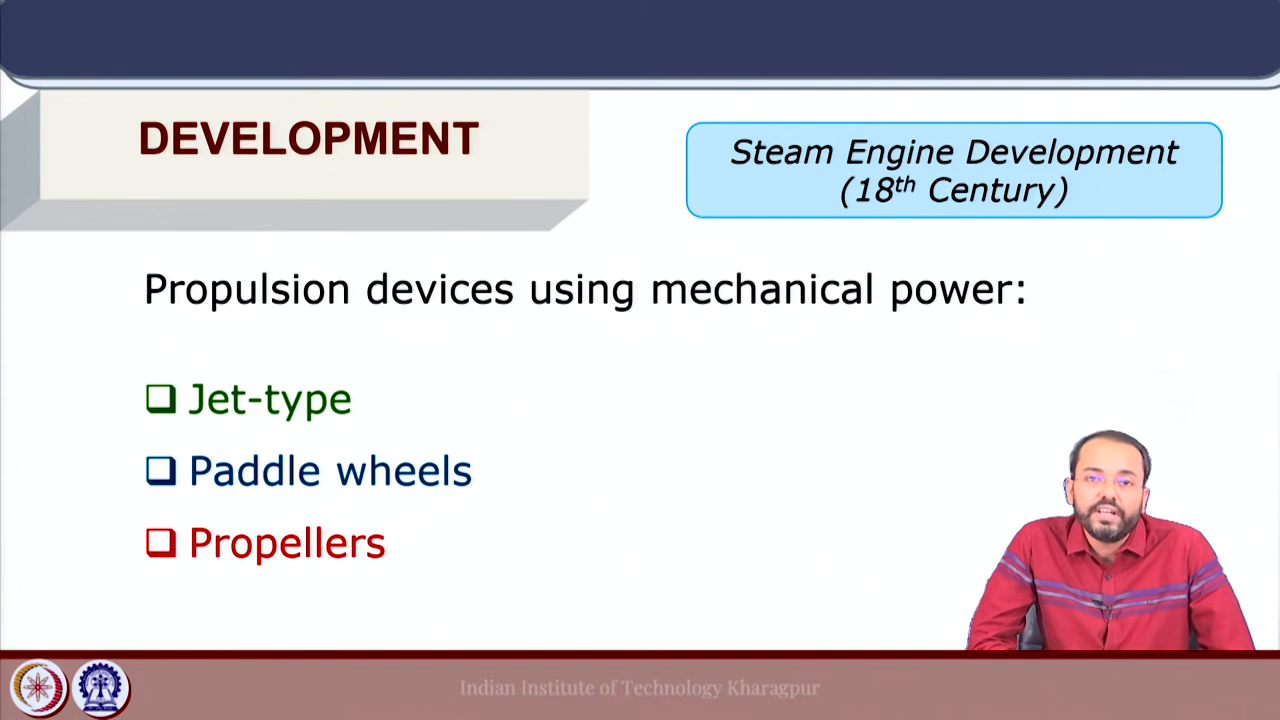 DEVELOPMENT
Steam Engine Development
(18th Century)
Propulsion devices using mechanical power:
Jet-type
Paddle wheels
Propellers
Indian Institute of Technology Kharagpur